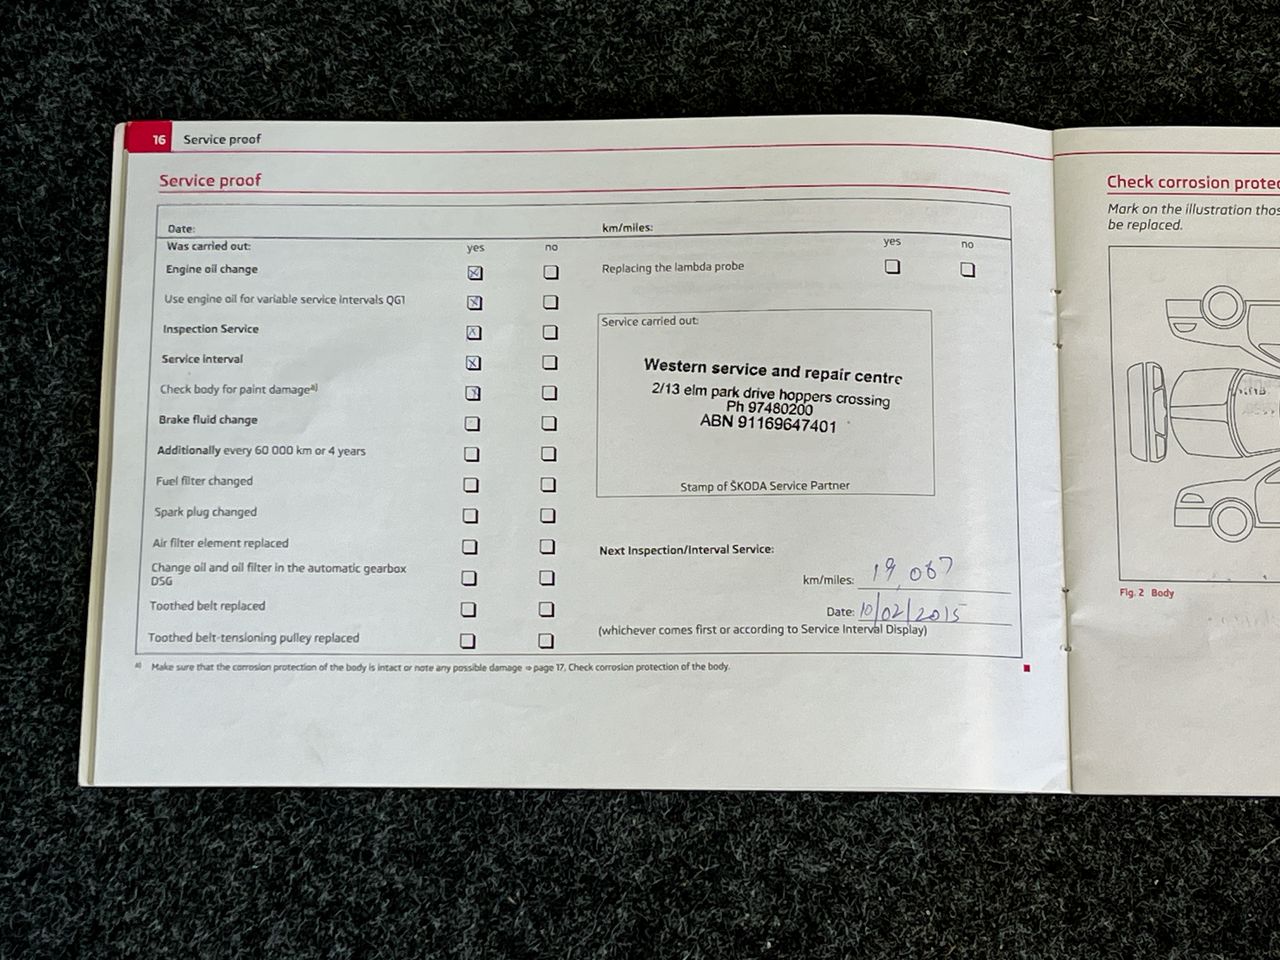 16 Service proof
Service proof
Date: km/miles:
Was carried out: yes no yes no
Engine oil change
Replacing the lambda probe
Use engine oil for variable service intervals QG1
Inspection Service
Service interval
Check body for paint damage a)
Brake fluid change
Additionally every 60 000 km or 4 years
Fuel filter changed
Spark plug changed
Air filter element replaced
Change oil and oil filter in the automatic gearbox
DSG
Toothed belt replaced
Toothed belt-tensioning pulley replaced
Service carried out:
Western service and repair centre
2/13 elm park drive hoppers crossing
Ph 97480200
ABN 91169647401
Stamp of ŠKODA Service Partner
Next Inspection/Interval Service:
km/miles: 19,067
Date: 10/02/2015
(whichever comes first or according to Service Interval Display)
a) Make sure that the corrosion protection of the body is intact or note any possible damage ⇒ page 17, Check corrosion protection of the body.
Check corrosion protec
Mark on the illustration thos
be replaced.
Fig. 2 Body